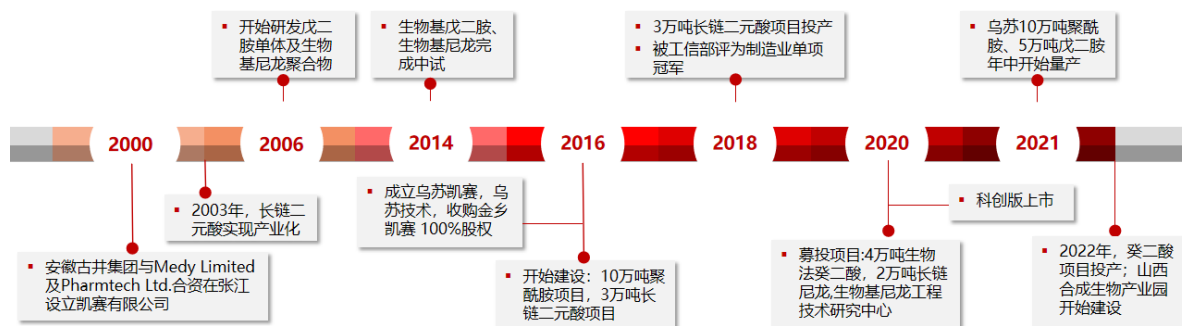 开始研发戊二
胺单体及生物
基尼龙聚合物
生物基戊二胺、
生物基尼龙完
成中试
3万吨长链二元酸项目投产
被工信部评为制造业单项
冠军
乌苏10万吨聚酰
胺、5万吨戊二胺
年中开始量产
2000
2006
2014
2016
2018
2020
2021
2003年，长链二
元酸实现产业化
成立乌苏凯赛，乌
苏技术，收购金乡
凯赛 100%股权
科创版上市
安徽古井集团与Medy Limited
及Pharmtech Ltd.合资在张江
设立凯赛有限公司
开始建设：10万吨聚
酰胺项目，3万吨长
链二元酸项目
募投项目:4万吨生物
法癸二酸，2万吨长链
尼龙,生物基尼龙工程
技术研究中心
2022年，癸二酸
项目投产；山西
合成生物产业园
开始建设